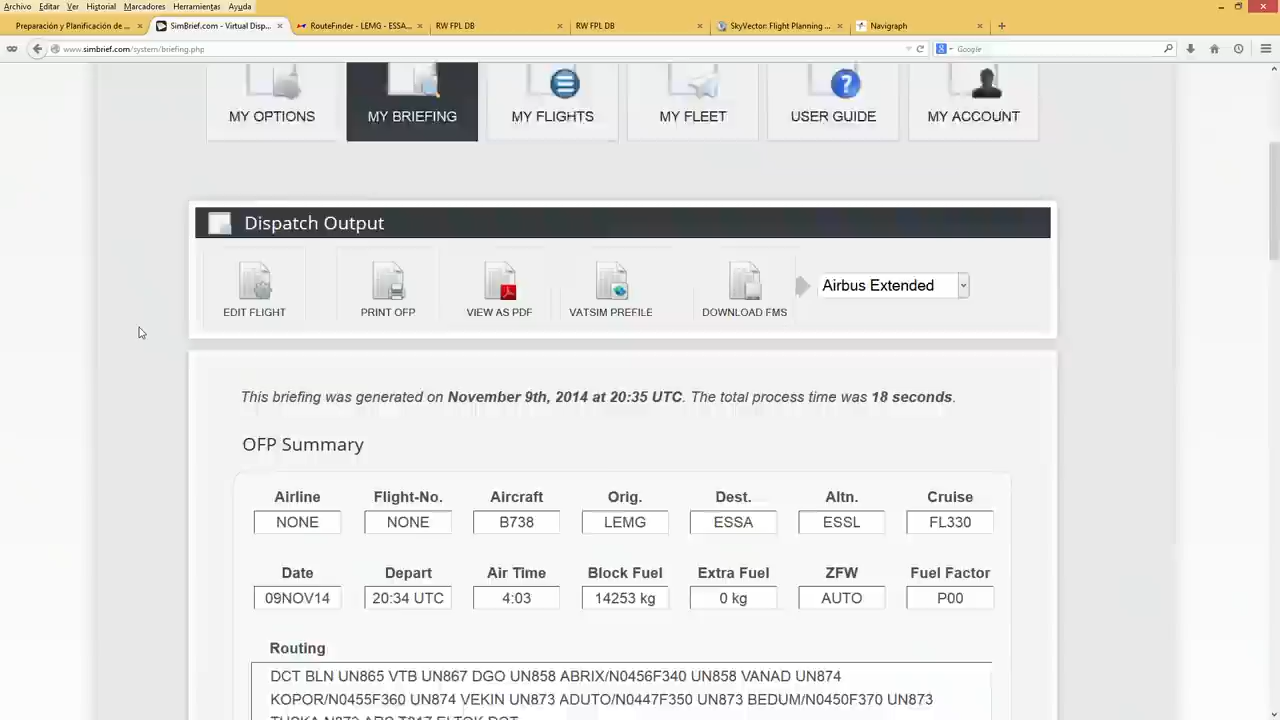 Archivo Editar Ver Historial Marcadores Herramientas Ayuda
Preparación y Planificación de ... × SimBrief.com - Virtual Disp... × RouteFinder - LEMG - ESSA... × RW FPL DB × RW FPL DB × SkyVector: Flight Planning ... × Navigraph × +
www.simbrief.com/system/briefing.php Google
MY OPTIONS MY BRIEFING MY FLIGHTS MY FLEET USER GUIDE MY ACCOUNT
Dispatch Output
EDIT FLIGHT PRINT OFP VIEW AS PDF VATSIM PREFILE DOWNLOAD FMS Airbus Extended
This briefing was generated on November 9th, 2014 at 20:35 UTC. The total process time was 18 seconds.
OFP Summary
Airline Flight-No. Aircraft Orig. Dest. Altn. Cruise
NONE NONE B738 LEMG ESSA ESSL FL330
Date Depart Air Time Block Fuel Extra Fuel ZFW Fuel Factor
09NOV14 20:34 UTC 4:03 14253 kg 0 kg AUTO P00
Routing
DCT BLN UN865 VTB UN867 DGO UN858 ABRIX/N0456F340 UN858 VANAD UN874
KOPOR/N0455F360 UN874 VEKIN UN873 ADUTO/N0447F350 UN873 BEDUM/N0450F370 UN873